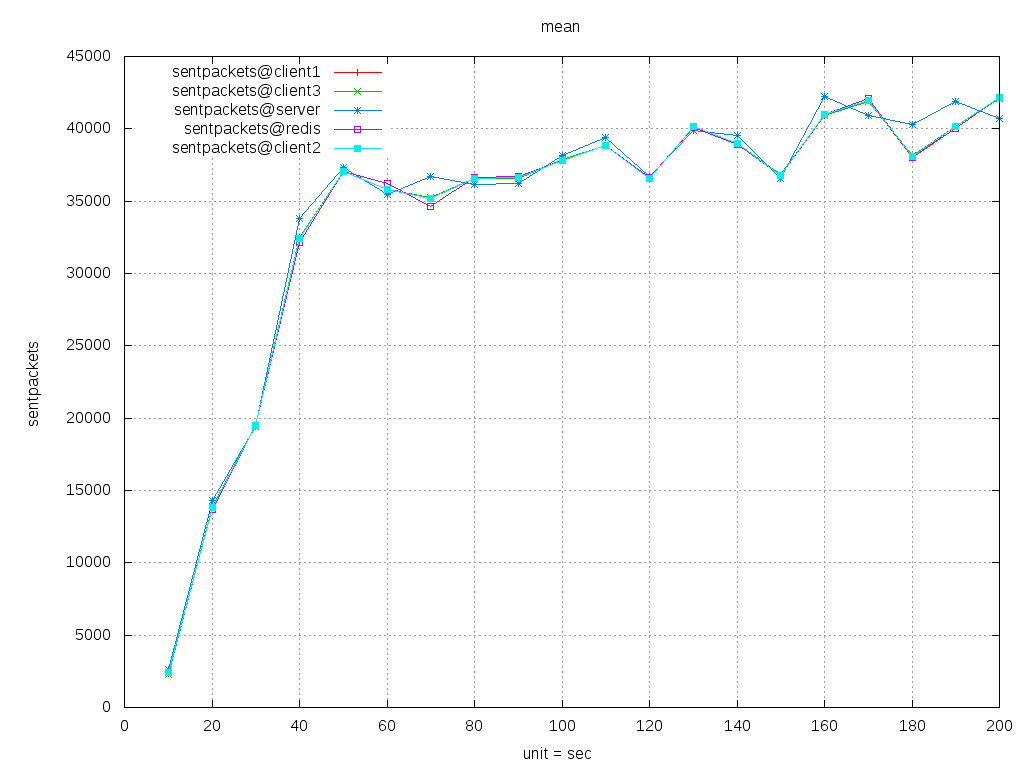 mean
45000
40000
35000
30000
25000
20000
15000
10000
5000
0
sentpackets
sentpackets@client1
sentpackets@client3
sentpackets@server
sentpackets@redis
sentpackets@client2
0 20 40 60 80 100 120 140 160 180 200
unit = sec